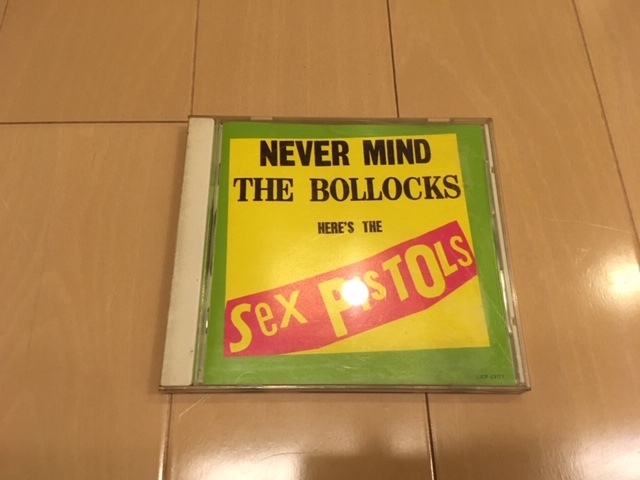 NEVER MIND
THE BOLLOCKS
HERE'S THE
Sex PisTOLs